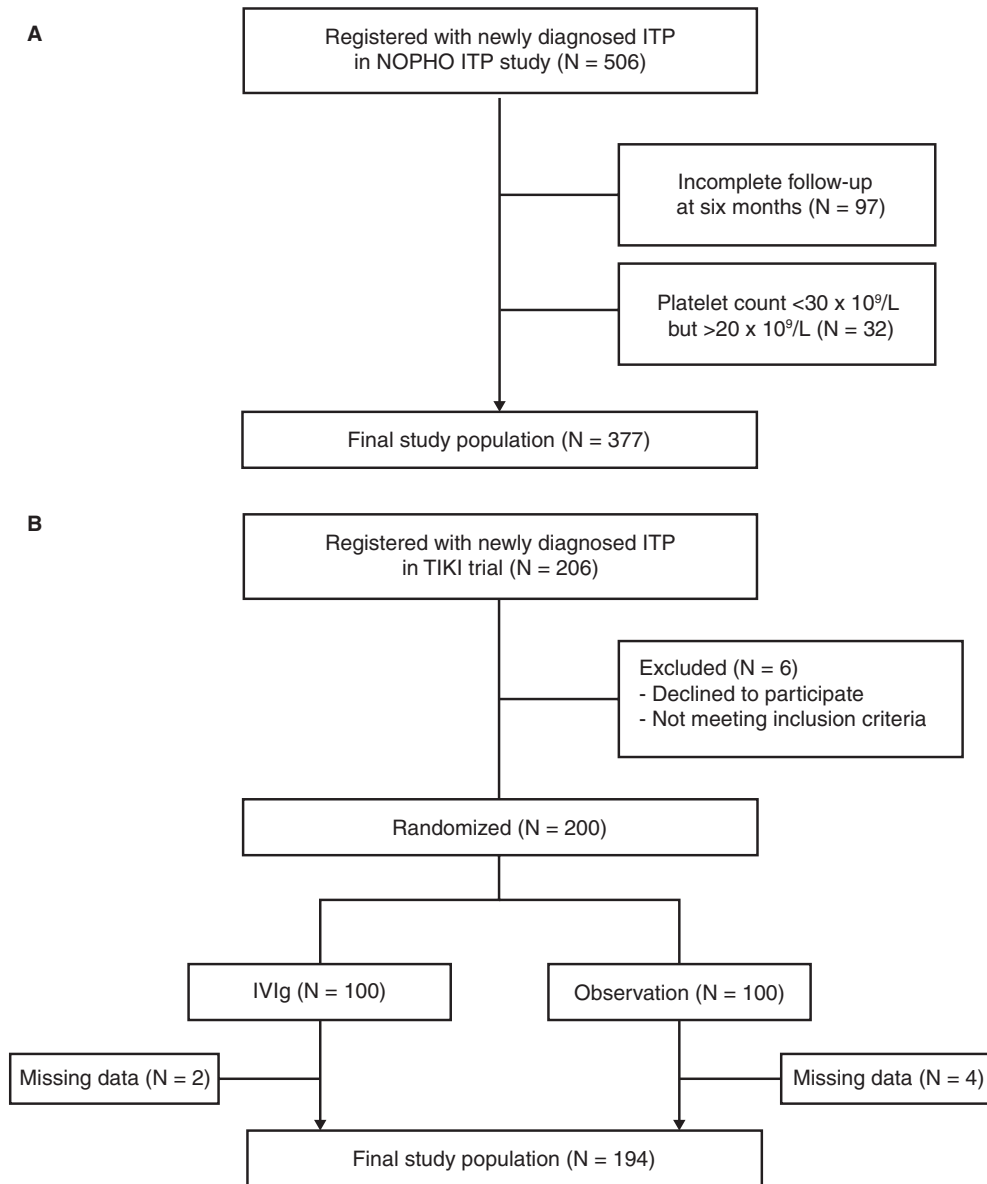 A
Registered with newly diagnosed ITP
in NOPHO ITP study (N = 506)
Incomplete follow-up
at six months (N = 97)
Platelet count <30 x 10⁹/L
but >20 x 10⁹/L (N = 32)
Final study population (N = 377)
B
Registered with newly diagnosed ITP
in TIKI trial (N = 206)
Excluded (N = 6)
- Declined to participate
- Not meeting inclusion criteria
Randomized (N = 200)
IVIg (N = 100)
Observation (N = 100)
Missing data (N = 2)
Missing data (N = 4)
Final study population (N = 194)